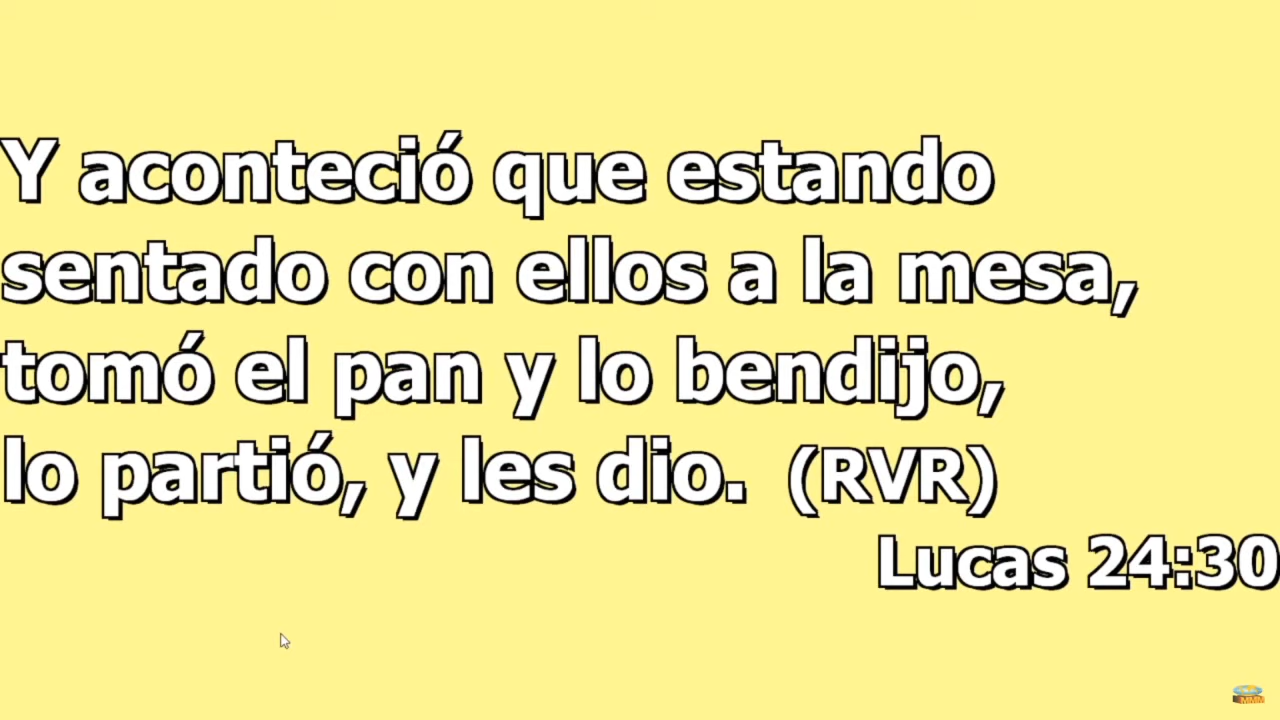 Y aconteció que estando
sentado con ellos a la mesa,
tomó el pan y lo bendijo,
lo partió, y les dio. (RVR)
Lucas 24:30